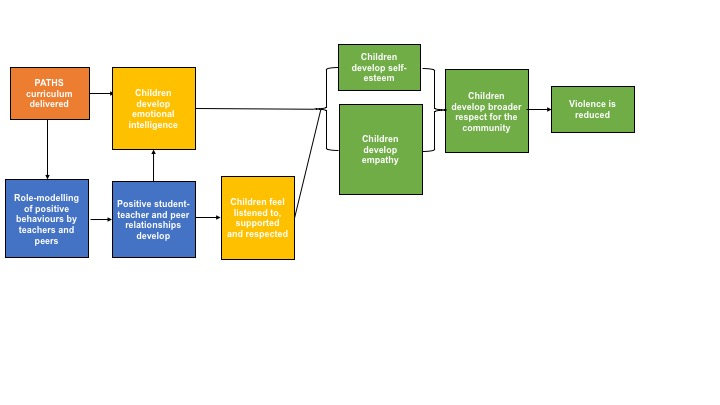 PATHS
curriculum
delivered
Children
develop
emotional
intelligence
Children
develop self-
esteem
Children
develop
empathy
Children
develop broader
respect for the
community
Violence is
reduced
Role-modelling
of positive
behaviours by
teachers and
peers
Positive student-
teacher and peer
relationships
develop
Children feel
listened to,
supported
and respected